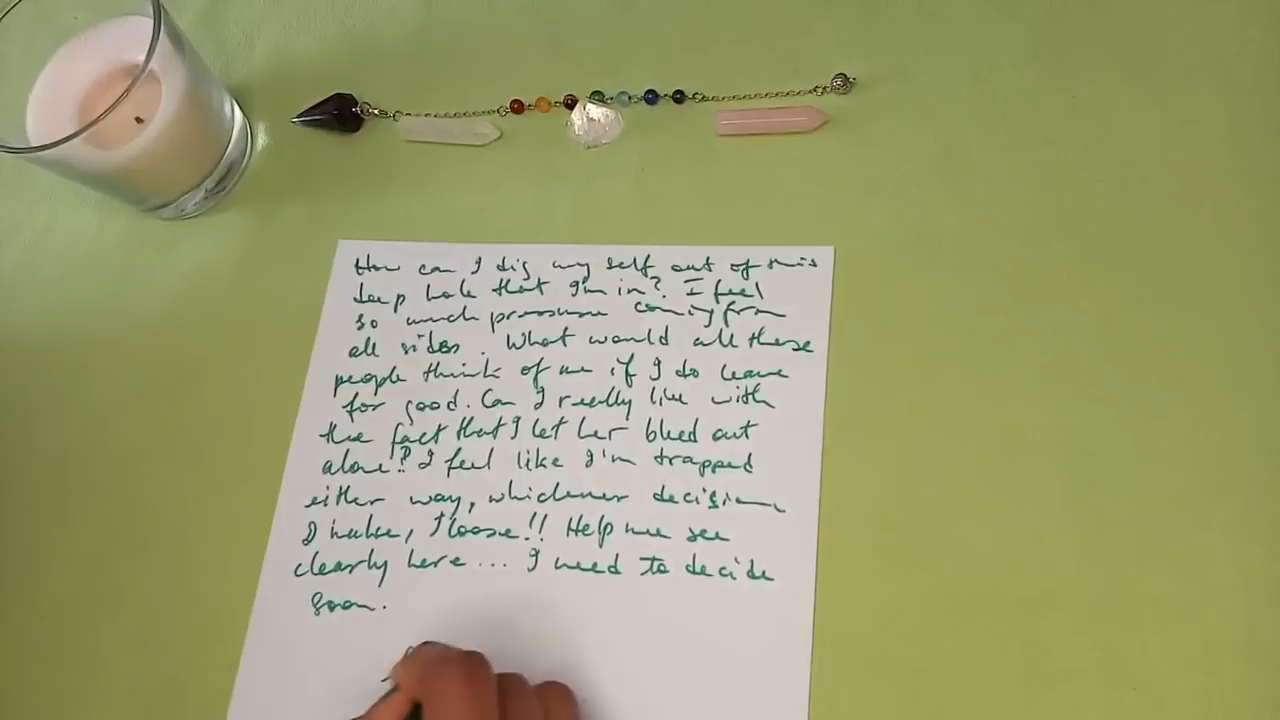 How can I dig my self out of this
deep hole that I'm in? I feel
so much pressure coming from
all sides. What would all these
people think of me if I do leave
for good. Can I really live with
the fact that I let her bleed out
alone!? I feel like I'm trapped
either way, whichever decision
I make, I loose!! Help me see
clearly here... I need to decide
soon.